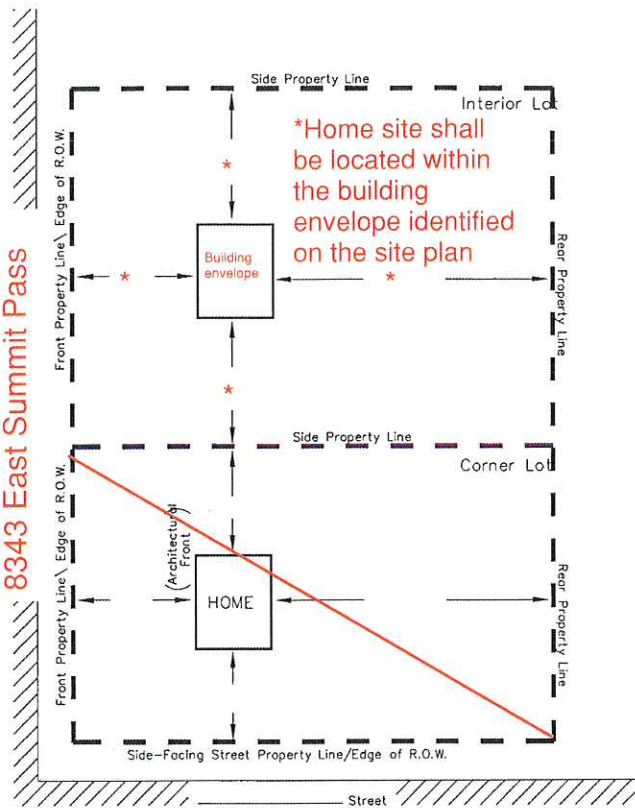 Side Property Line
Interior Lot
*Home site shall
be located within
the building
envelope identified
on the site plan
*
Front Property Line\ Edge of R.O.W.
Building
envelope
*
*
Rear Property Line
*
8343 East Summit Pass
Side Property Line
Corner Lot
Front Property Line\ Edge of R.O.W.
(Architectural
Front)
HOME
Rear Property Line
Side-Facing Street Property Line/Edge of R.O.W.
Street